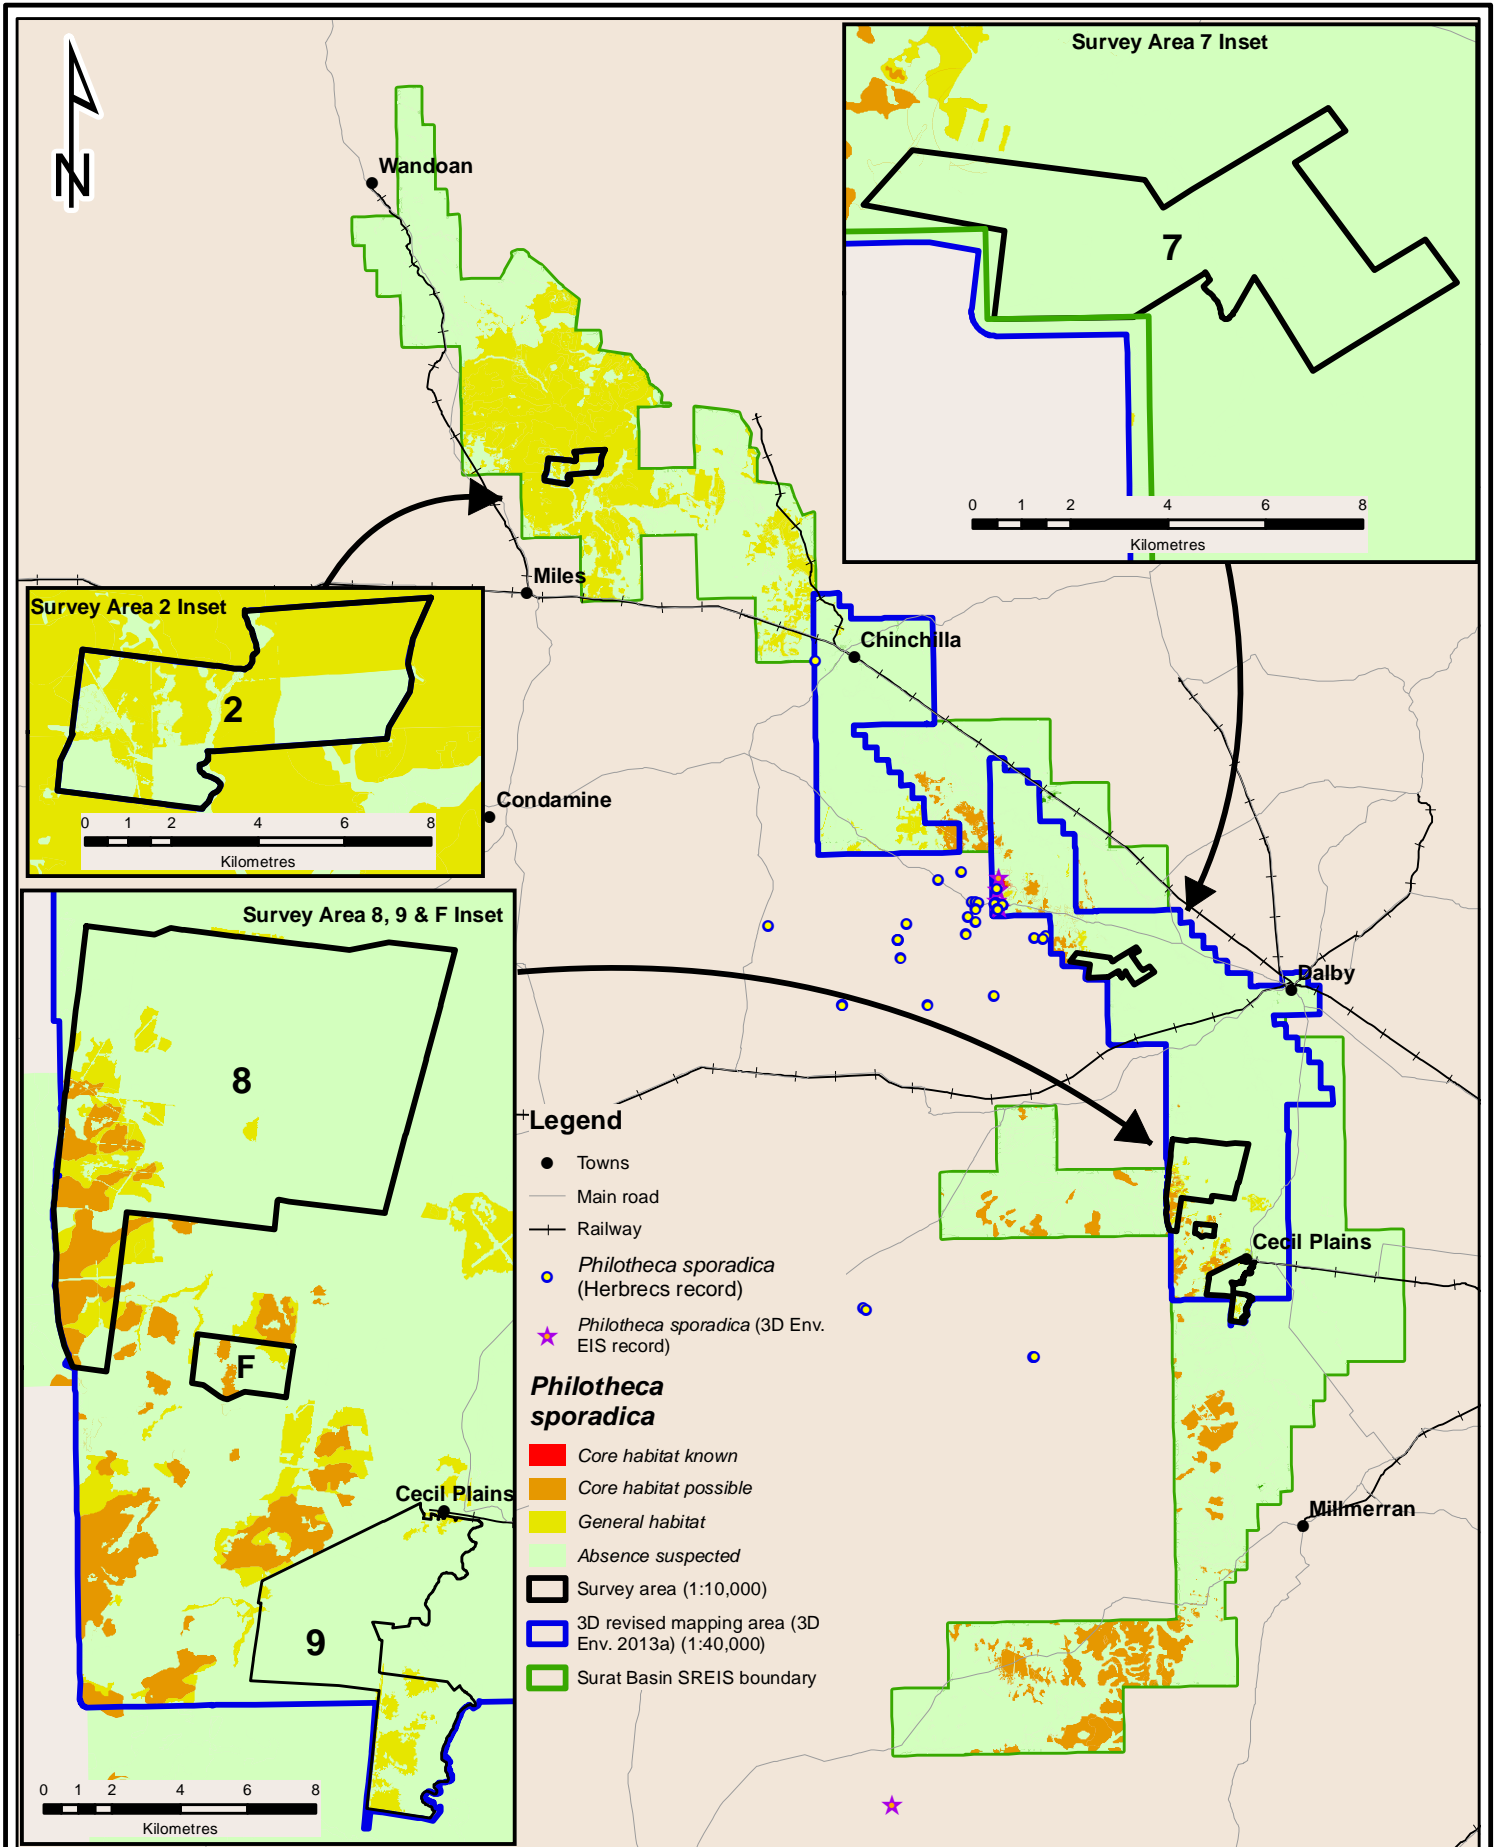 Survey Area 7 Inset
7
0 1 2 4 6 8
Kilometres
N
Wandoan
Miles
Survey Area 2 Inset
2
0 1 2 4 6 8
Kilometres
Chinchilla
Condamine
Survey Area 8, 9 & F Inset
8
F
Cecil Plains
9
0 1 2 4 6 8
Kilometres
Dalby
Cecil Plains
Millmerran
Legend
Towns
Main road
Railway
Philotheca sporadica
(Herbrecs record)
Philotheca sporadica (3D Env.
EIS record)
Philotheca
sporadica
Core habitat known
Core habitat possible
General habitat
Absence suspected
Survey area (1:10,000)
3D revised mapping area (3D
Env. 2013a) (1:40,000)
Surat Basin SREIS boundary